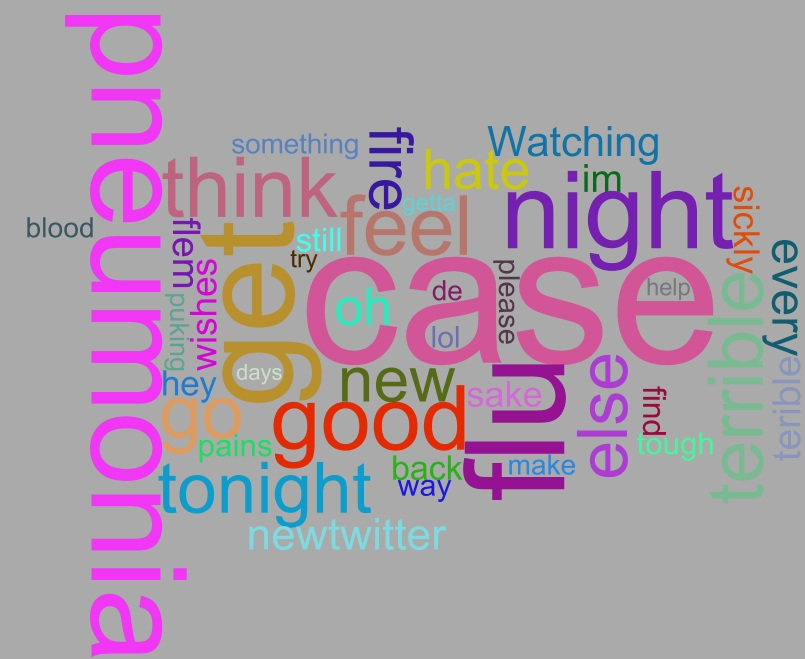 pneumonia
something
fire
Watching
hate
im
think
night
getta
feel
sickly
blood
flem
get
still
every
try
case
wishes
terrible
de
please
help
puking
oh
lol
days
new
hey
flu
else
terible
sake
find
go
good
tough
pains
back
make
tonight
way
newtwitter